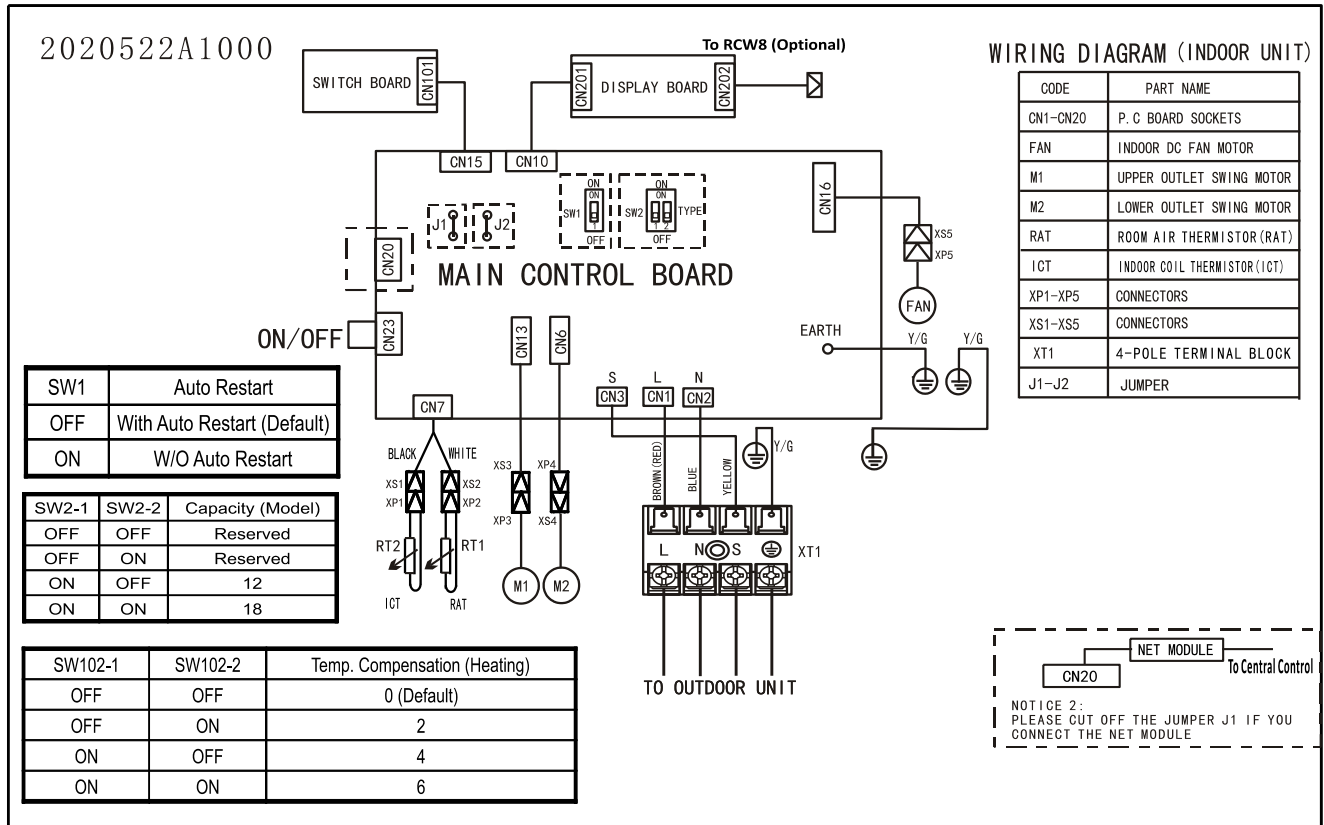 2020522A1000
To RCW8 (Optional)
WIRING DIAGRAM (INDOOR UNIT)
SWITCH BOARD
CN101
CN201
DISPLAY BOARD
CN202
CODE PART NAME
CN1-CN20 P.C BOARD SOCKETS
FAN INDOOR DC FAN MOTOR
M1 UPPER OUTLET SWING MOTOR
M2 LOWER OUTLET SWING MOTOR
RAT ROOM AIR THERMISTOR(RAT)
ICT INDOOR COIL THERMISTOR(ICT)
XP1-XP5 CONNECTORS
XS1-XS5 CONNECTORS
XT1 4-POLE TERMINAL BLOCK
J1-J2 JUMPER
CN15
CN10
CN16
J1
J2
ON
ON
SW1
1
OFF
ON
ON
SW2
1 2
TYPE
OFF
XS5
XP5
FAN
CN20
MAIN CONTROL BOARD
ON/OFF
CN23
CN13
CN6
EARTH
Y/G
Y/G
S L N
CN3
CN1
CN2
CN7
SW1 Auto Restart
OFF With Auto Restart (Default)
ON W/O Auto Restart
BLACK
WHITE
XS1
XP1
XS2
XP2
XS3
XP3
XP4
XS4
RT2
RT1
ICT
RAT
M1
M2
BROWN(RED)
BLUE
YELLOW
Y/G
L N S
XT1
TO OUTDOOR UNIT
SW2-1 SW2-2 Capacity (Model)
OFF OFF Reserved
OFF ON Reserved
ON OFF 12
ON ON 18
SW102-1 SW102-2 Temp. Compensation (Heating)
OFF OFF 0 (Default)
OFF ON 2
ON OFF 4
ON ON 6
NET MODULE
To Central Control
CN20
NOTICE 2:
PLEASE CUT OFF THE JUMPER J1 IF YOU
CONNECT THE NET MODULE